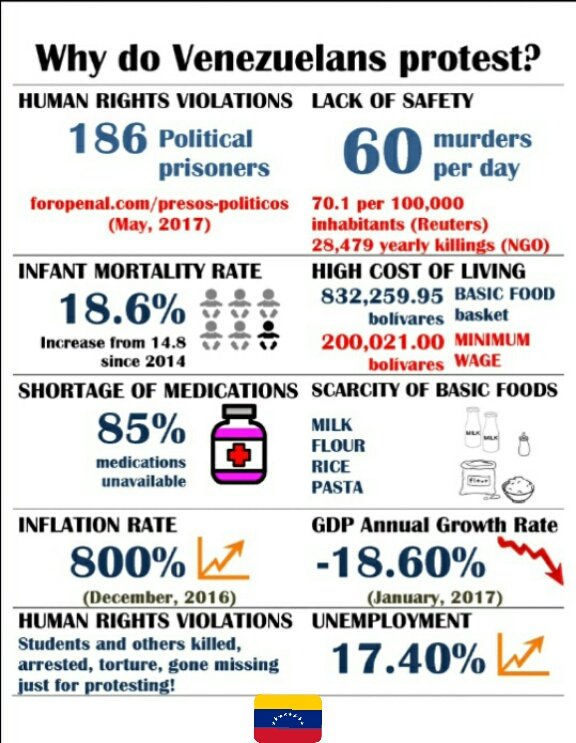 Why do Venezuelans protest?
HUMAN RIGHTS VIOLATIONS
186 Political
prisoners
foropenal.com/presos-politicos
(May, 2017)
LACK OF SAFETY
60 murders
per day
70.1 per 100,000
inhabitants (Reuters)
28,479 yearly killings (NGO)
INFANT MORTALITY RATE
18.6%
Increase from 14.8
since 2014
HIGH COST OF LIVING
832,259.95 BASIC FOOD
bolívares basket
200,021.00 MINIMUM
bolívares WAGE
SHORTAGE OF MEDICATIONS
85%
medications
unavailable
SCARCITY OF BASIC FOODS
MILK
FLOUR
RICE
PASTA
MILK
MILK
Flour
INFLATION RATE
800%
(December, 2016)
GDP Annual Growth Rate
-18.60%
(January, 2017)
HUMAN RIGHTS VIOLATIONS
Students and others killed,
arrested, torture, gone missing
just for protesting!
UNEMPLOYMENT
17.40%